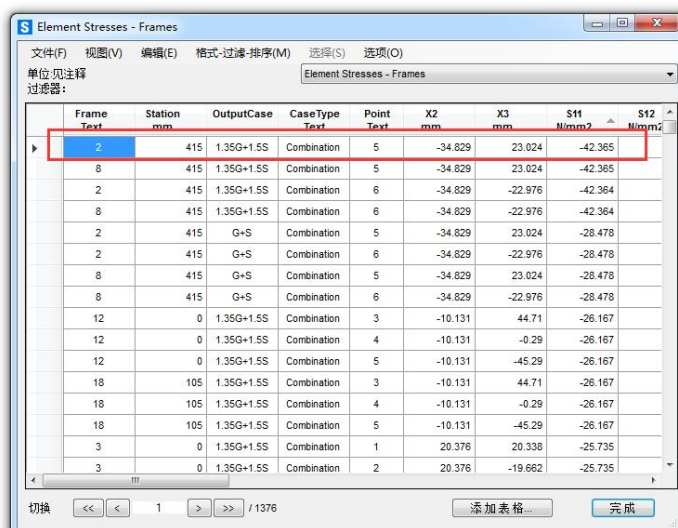 S Element Stresses - Frames
文件(F) 视图(V) 编辑(E) 格式-过滤-排序(M) 选择(S) 选项(O)
单位:见注释 Element Stresses - Frames
过滤器:
Frame Station OutputCase CaseType Point X2 X3 S11 S12
Text mm Text Text mm mm N/mm2 N/mm2
2 415 1.35G+1.5S Combination 5 -34.829 23.024 -42.365
8 415 1.35G+1.5S Combination 5 -34.829 23.024 -42.365
2 415 1.35G+1.5S Combination 6 -34.829 -22.976 -42.364
8 415 1.35G+1.5S Combination 6 -34.829 -22.976 -42.364
2 415 G+S Combination 5 -34.829 23.024 -28.478
2 415 G+S Combination 6 -34.829 -22.976 -28.478
8 415 G+S Combination 5 -34.829 23.024 -28.478
8 415 G+S Combination 6 -34.829 -22.976 -28.478
12 0 1.35G+1.5S Combination 3 -10.131 44.71 -26.167
12 0 1.35G+1.5S Combination 4 -10.131 -0.29 -26.167
12 0 1.35G+1.5S Combination 5 -10.131 -45.29 -26.167
18 105 1.35G+1.5S Combination 3 -10.131 44.71 -26.167
18 105 1.35G+1.5S Combination 4 -10.131 -0.29 -26.167
18 105 1.35G+1.5S Combination 5 -10.131 -45.29 -26.167
3 0 1.35G+1.5S Combination 1 20.376 20.338 -25.735
3 0 1.35G+1.5S Combination 2 20.376 -19.662 -25.735
切换 << < 1 > >> / 1376 添加表格... 完成